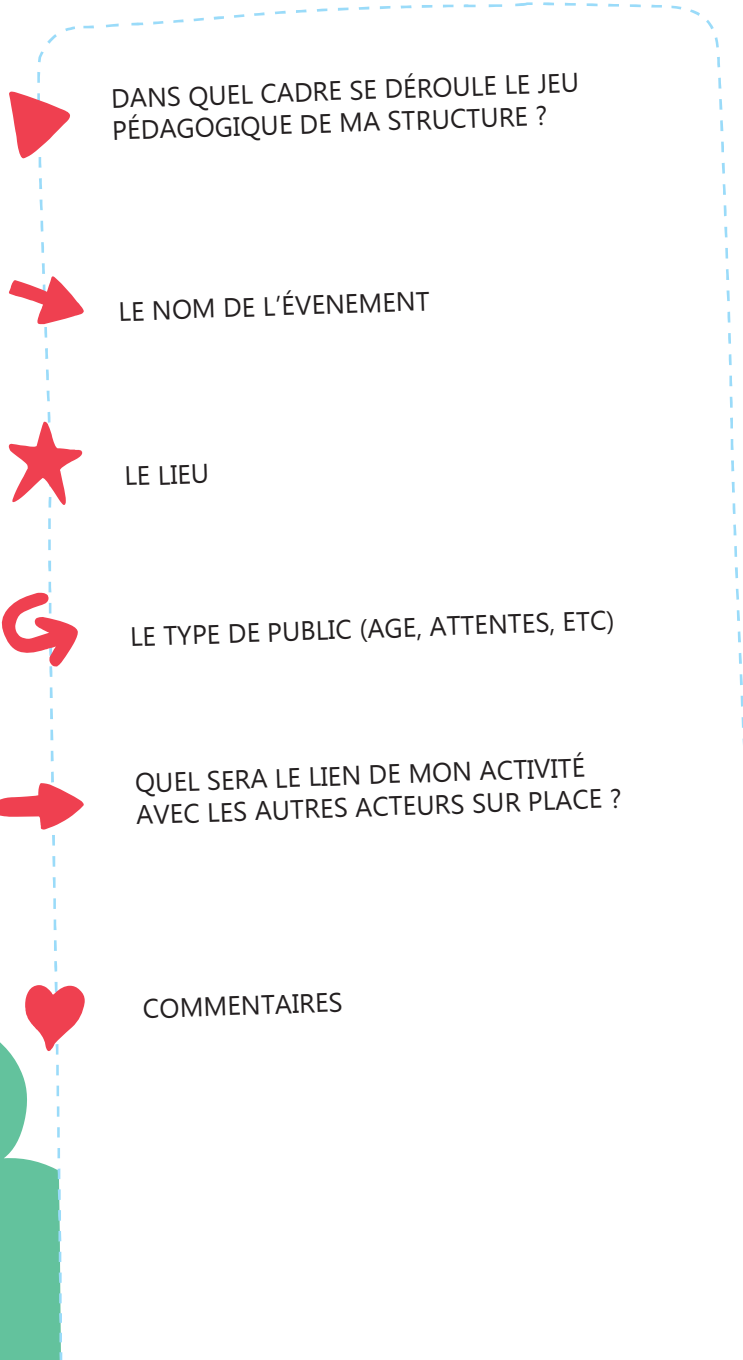 DANS QUEL CADRE SE DÉROULE LE JEU
PÉDAGOGIQUE DE MA STRUCTURE ?
LE NOM DE L'ÉVENEMENT
LE LIEU
LE TYPE DE PUBLIC (AGE, ATTENTES, ETC)
QUEL SERA LE LIEN DE MON ACTIVITÉ
AVEC LES AUTRES ACTEURS SUR PLACE ?
COMMENTAIRES